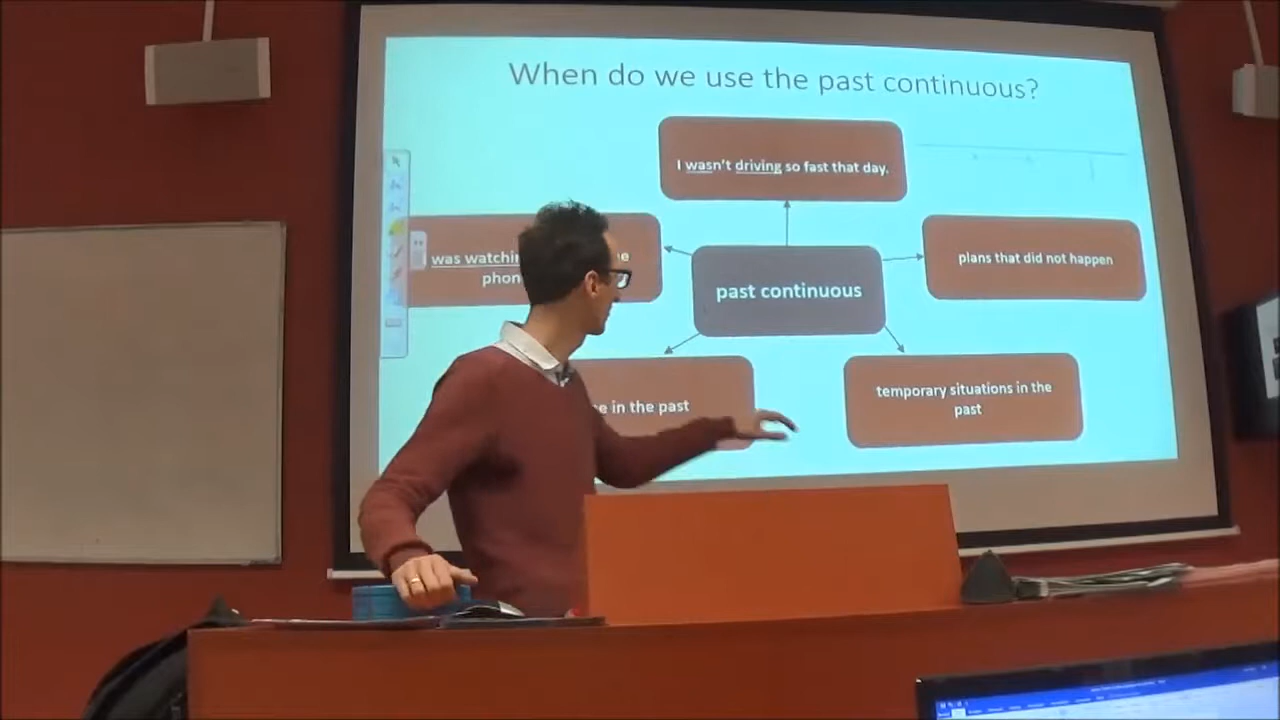 When do we use the past continuous?
I wasn't driving so fast that day.
was watchin
phon
past continuous
plans that did not happen
e in the past
temporary situations in the
past